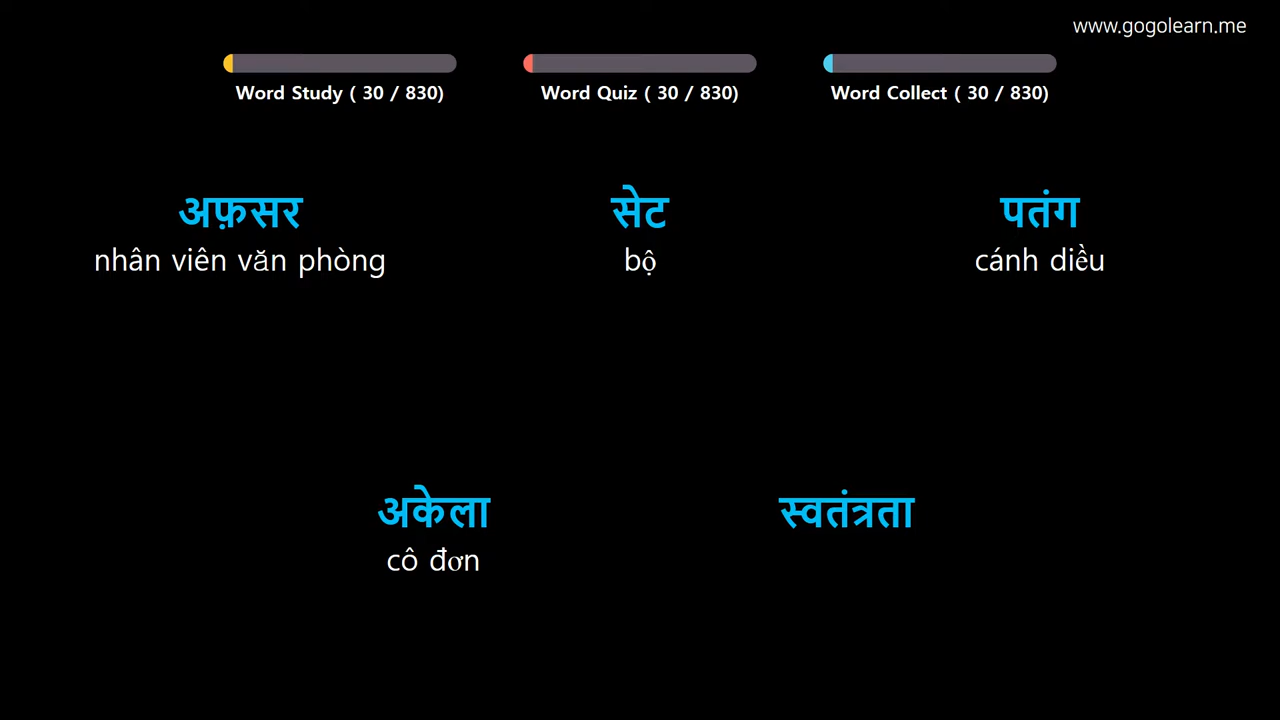 www.gogolearn.me
Word Study ( 30 / 830)
Word Quiz ( 30 / 830)
Word Collect ( 30 / 830)
अफ़सर
nhân viên văn phòng
सेट
bộ
पतंग
cánh diều
अकेला
cô đơn
स्वतंत्रता